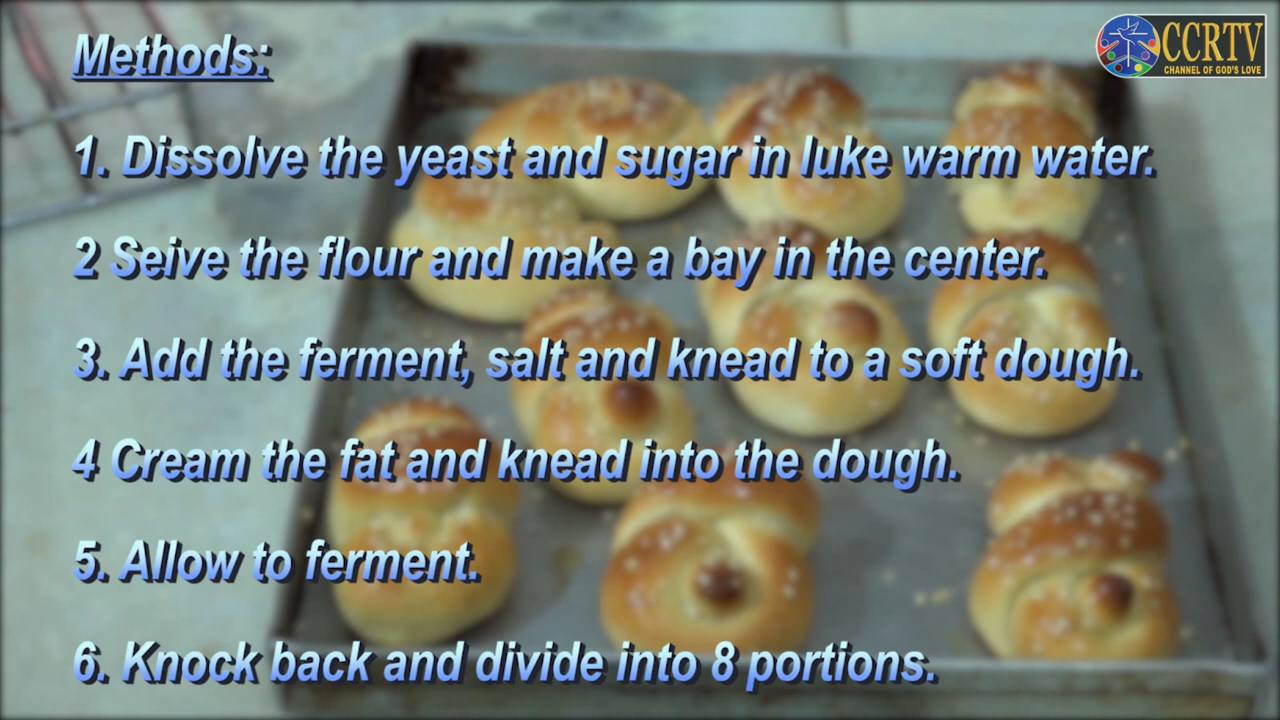 Methods:
CCRTV
CHANNEL OF GOD'S LOVE
1. Dissolve the yeast and sugar in luke warm water.
2 Seive the flour and make a bay in the center.
3. Add the ferment, salt and knead to a soft dough.
4 Cream the fat and knead into the dough.
5. Allow to ferment.
6. Knock back and divide into 8 portions.